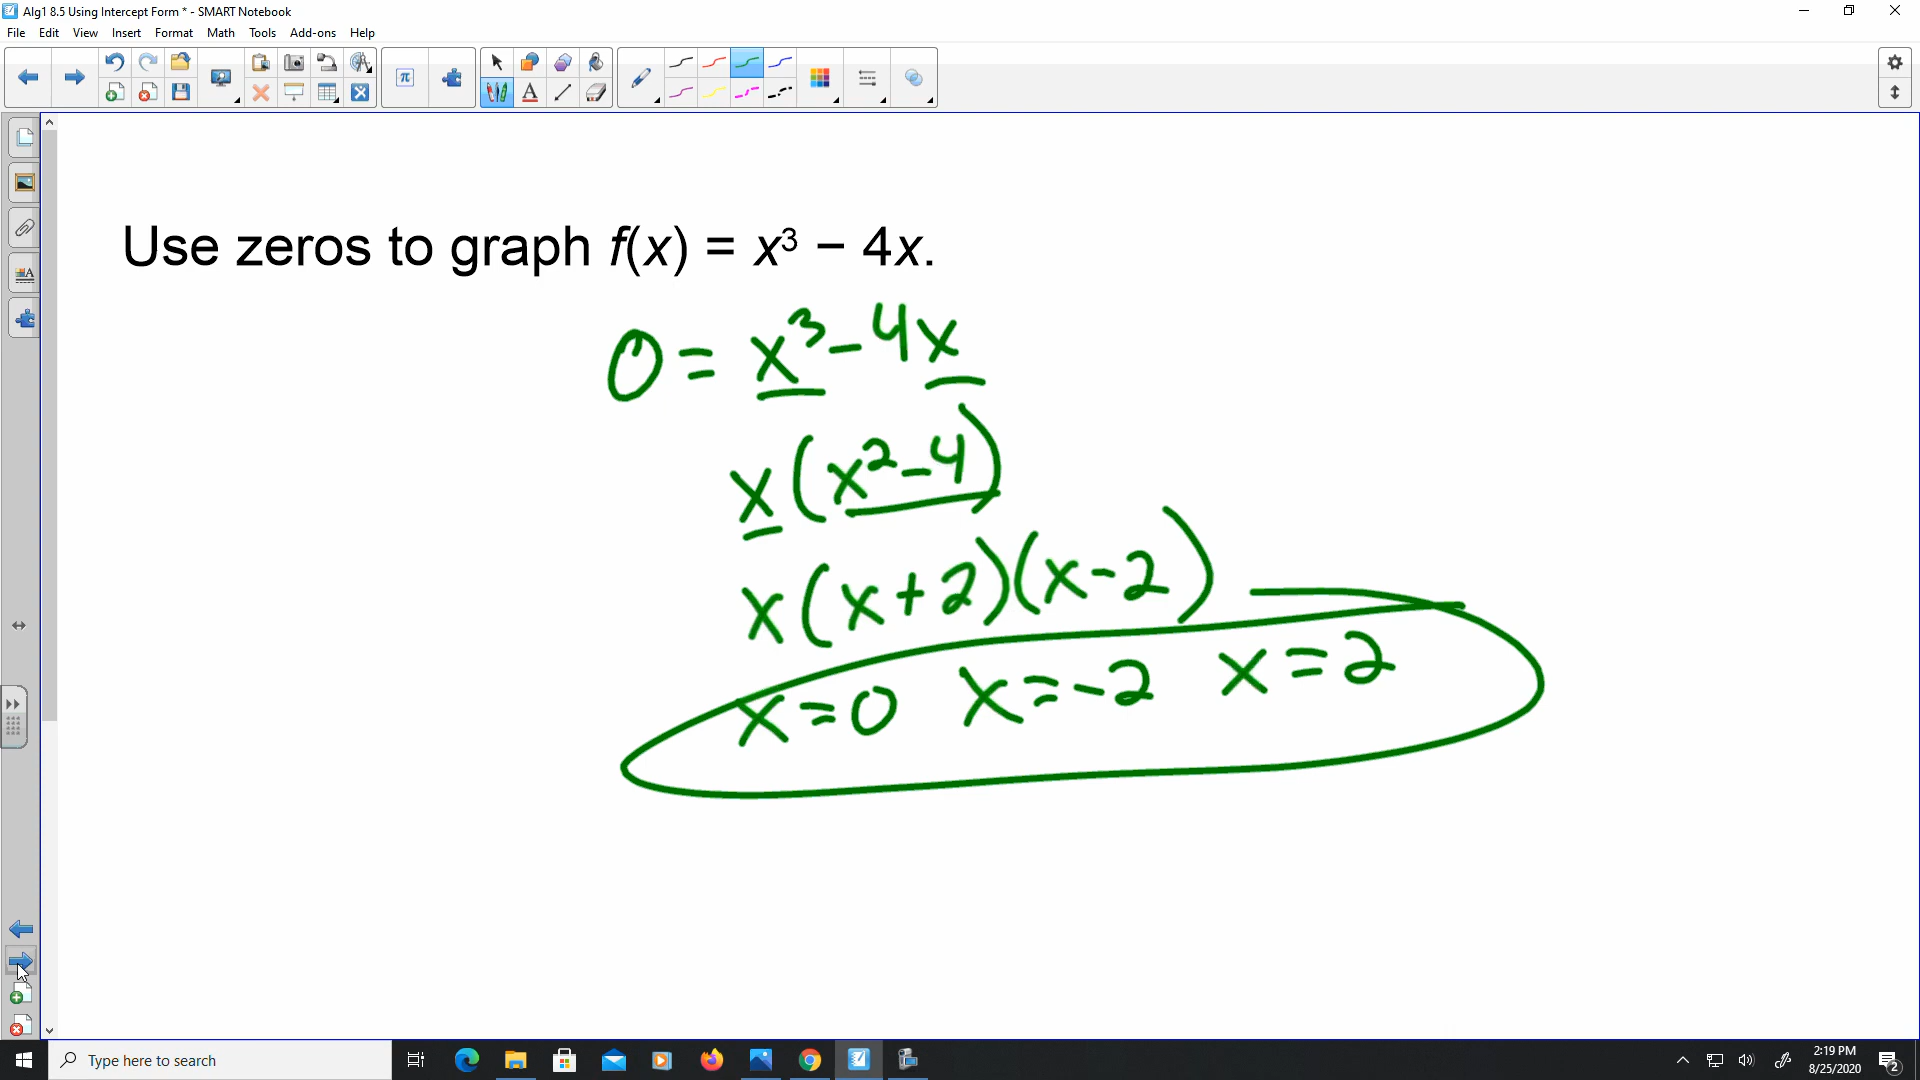 Alg1 8.5 Using Intercept Form * - SMART Notebook
File Edit View Insert Format Math Tools Add-ons Help
π
A
Use zeros to graph f(x) = x³ − 4x.
0 = x³ - 4x
x(x² - 4)
x(x+2)(x-2)
x=0 x=-2 x=2
Type here to search
2:19 PM
8/25/2020
2